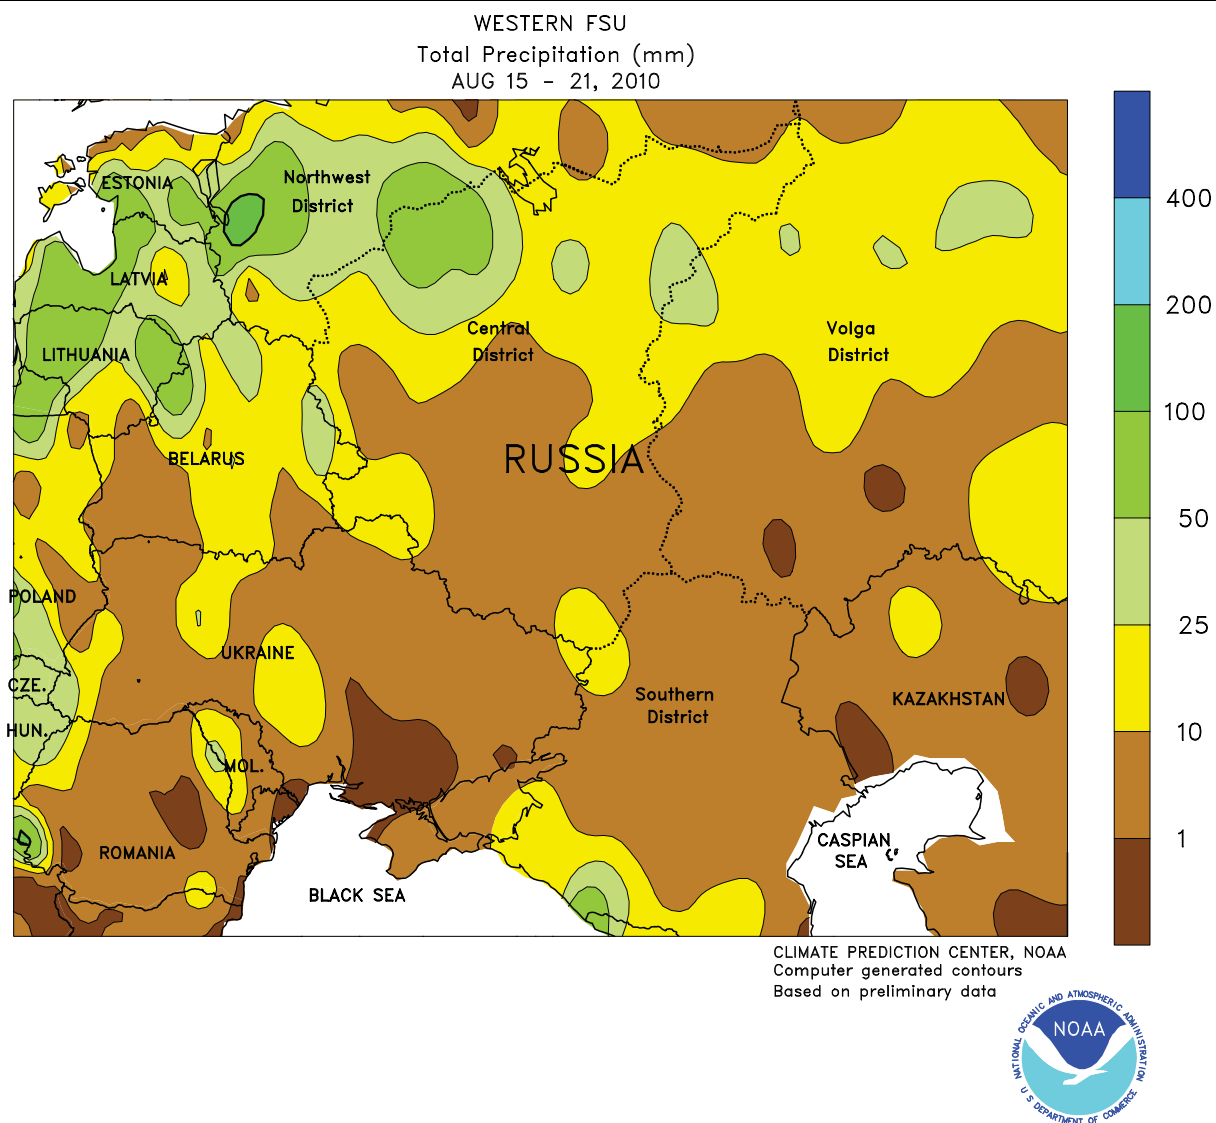 WESTERN FSU
Total Precipitation (mm)
AUG 15 - 21, 2010
ESTONIA
Northwest
District
LATVIA
LITHUANIA
Central
District
Volga
District
BELARUS
RUSSIA
POLAND
UKRAINE
CZE.
Southern
District
KAZAKHSTAN
HUN.
MOL.
ROMANIA
CASPIAN
SEA
BLACK SEA
400
200
100
50
25
10
1
CLIMATE PREDICTION CENTER, NOAA
Computer generated contours
Based on preliminary data
NATIONAL OCEANIC AND ATMOSPHERIC ADMINISTRATION
NOAA
U S DEPARTMENT OF COMMERCE